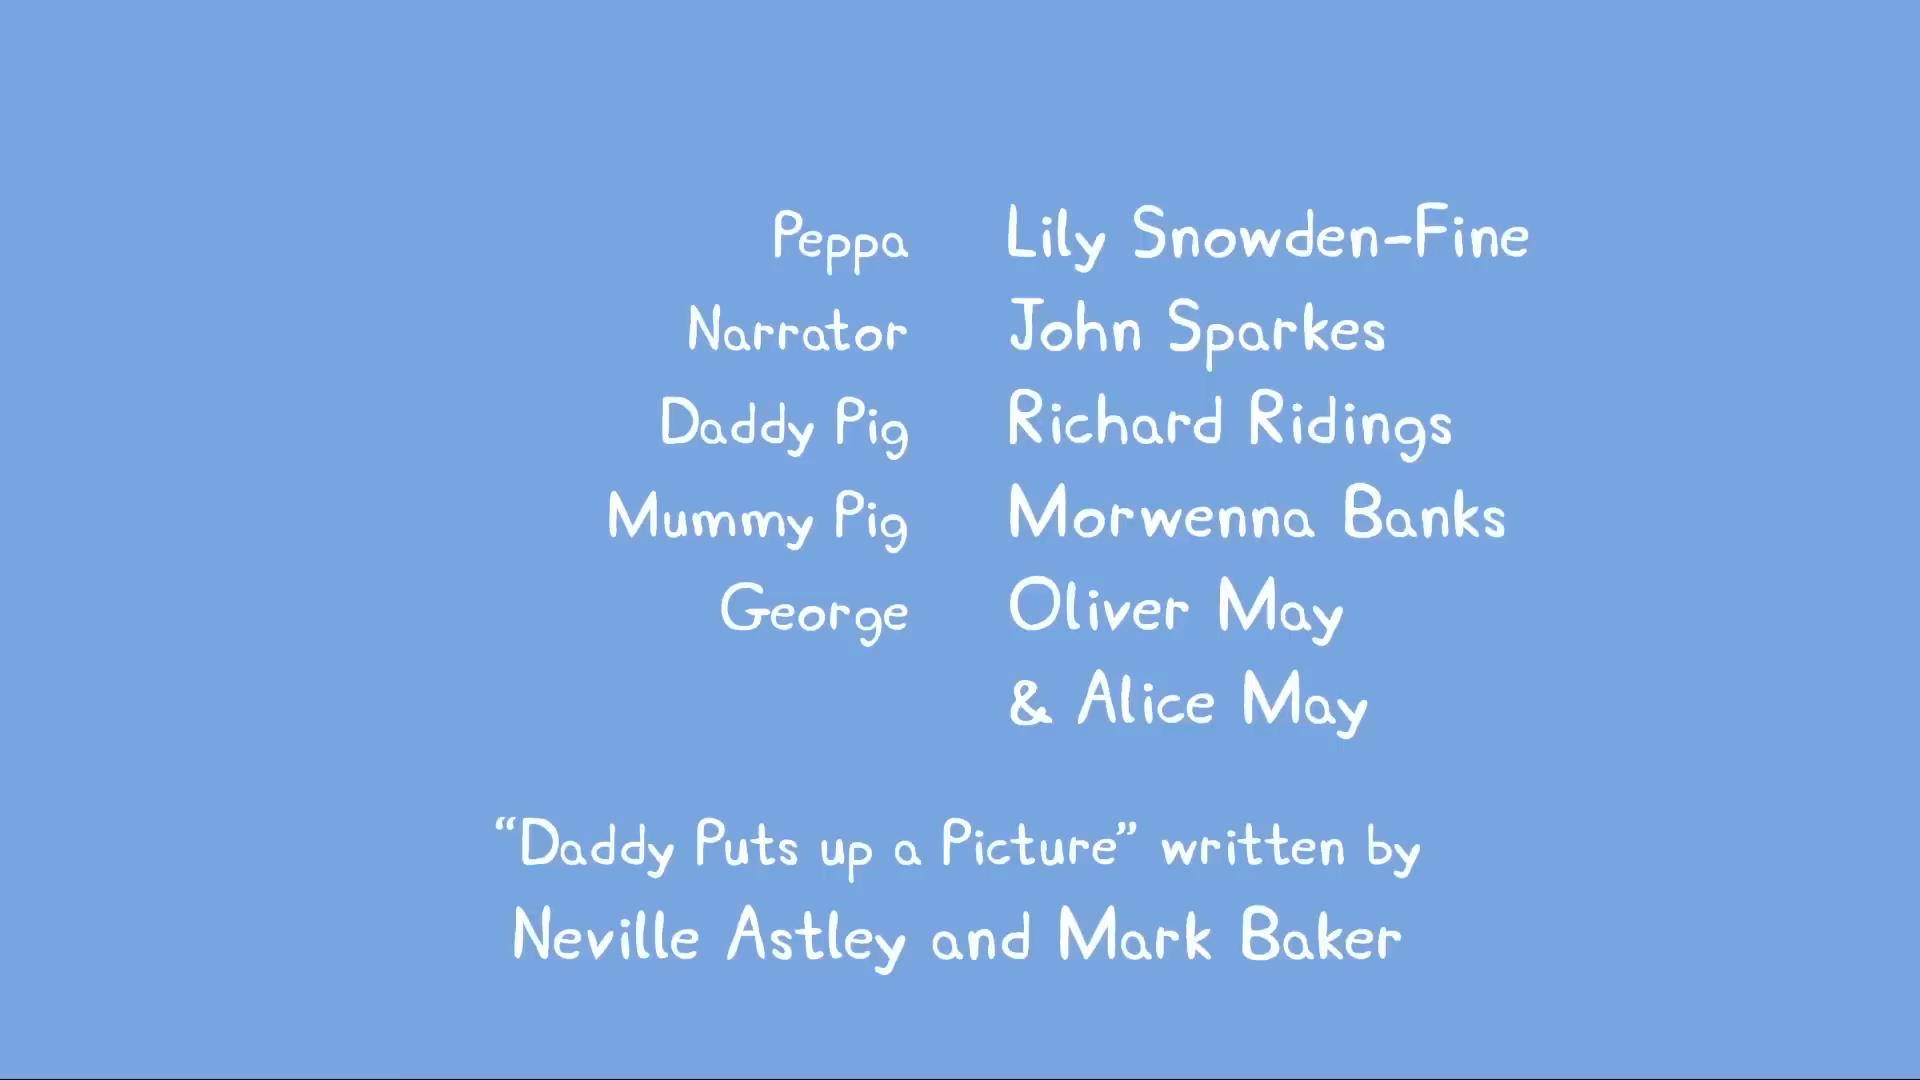 Peppa Lily Snowden-Fine
Narrator John Sparkes
Daddy Pig Richard Ridings
Mummy Pig Morwenna Banks
George Oliver May
& Alice May
“Daddy Puts up a Picture” written by
Neville Astley and Mark Baker